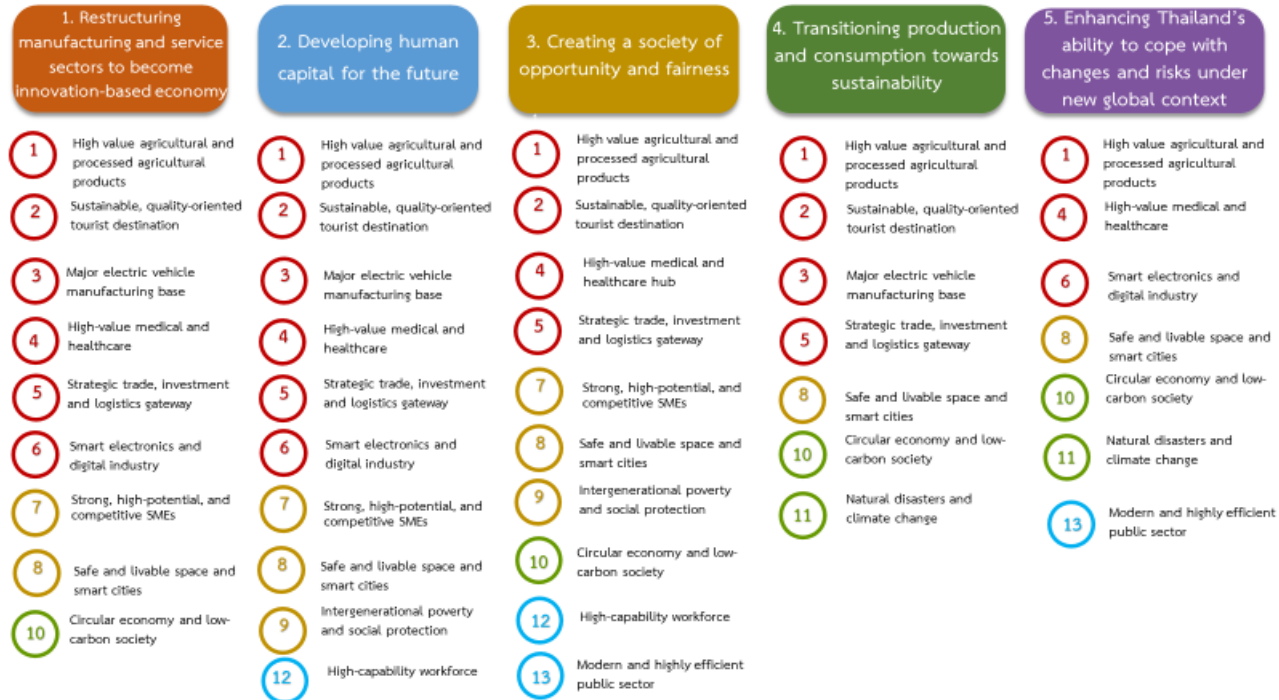 1. Restructuring
manufacturing and service
sectors to become
innovation-based economy
1
High value agricultural and
processed agricultural
products
2
Sustainable, quality-oriented
tourist destination
3
Major electric vehicle
manufacturing base
4
High-value medical and
healthcare
5
Strategic trade, investment
and logistics gateway
6
Smart electronics and
digital industry
7
Strong, high-potential, and
competitive SMEs
8
Safe and livable space and
smart cities
10
Circular economy and low-
carbon society
2. Developing human
capital for the future
1
High value agricultural and
processed agricultural
products
2
Sustainable, quality-oriented
tourist destination
3
Major electric vehicle
manufacturing base
4
High-value medical and
healthcare
5
Strategic trade, investment
and logistics gateway
6
Smart electronics and
digital industry
7
Strong, high-potential, and
competitive SMEs
8
Safe and livable space and
smart cities
9
Intergenerational poverty
and social protection
12
High-capability workforce
3. Creating a society of
opportunity and fairness
1
High value agricultural and
processed agricultural
products
2
Sustainable, quality-oriented
tourist destination
4
High-value medical and
healthcare hub
5
Strategic trade, investment
and logistics gateway
7
Strong, high-potential, and
competitive SMEs
8
Safe and livable space and
smart cities
9
Intergenerational poverty
and social protection
10
Circular economy and low-
carbon society
12
High-capability workforce
13
Modern and highly efficient
public sector
4. Transitioning production
and consumption towards
sustainability
1
High value agricultural and
processed agricultural
products
2
Sustainable, quality-oriented
tourist destination
3
Major electric vehicle
manufacturing base
5
Strategic trade, investment
and logistics gateway
8
Safe and livable space and
smart cities
10
Circular economy and low-
carbon society
11
Natural disasters and
climate change
5. Enhancing Thailand's
ability to cope with
changes and risks under
new global context
1
High value agricultural and
processed agricultural
products
4
High-value medical and
healthcare
6
Smart electronics and
digital industry
8
Safe and livable space and
smart cities
10
Circular economy and low-
carbon society
11
Natural disasters and
climate change
13
Modern and highly efficient
public sector